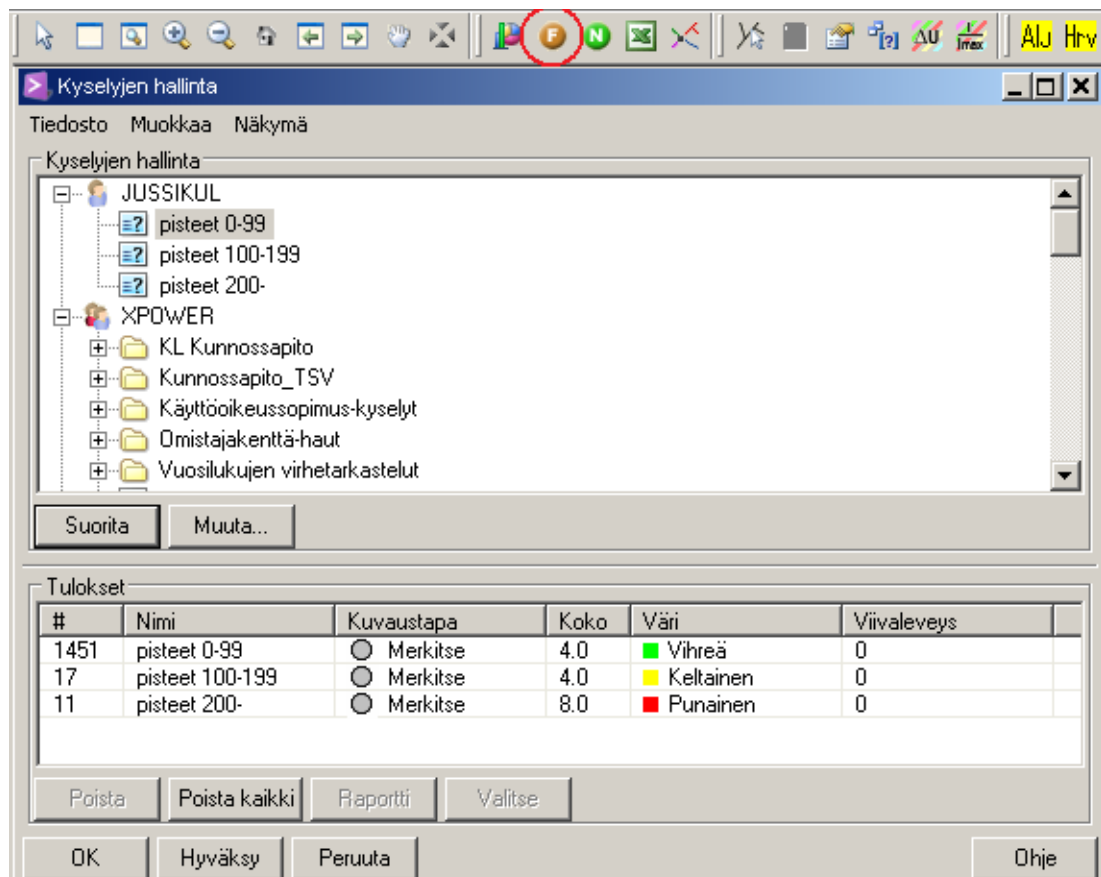 F N ΔU Jmax AlJ Hrv
Kyselyjen hallinta
Tiedosto Muokkaa Näkymä
Kyselyjen hallinta
JUSSIKUL
=? pisteet 0-99
=? pisteet 100-199
=? pisteet 200-
XPOWER
KL Kunnossapito
Kunnossapito_TSV
Käyttöoikeussopimus-kyselyt
Omistajakenttä-haut
Vuosilukujen virhetarkastelut
Suorita Muuta...
Tulokset
# Nimi Kuvaustapa Koko Väri Viivaleveys
1451 pisteet 0-99 Merkitse 4.0 Vihreä 0
17 pisteet 100-199 Merkitse 4.0 Keltainen 0
11 pisteet 200- Merkitse 8.0 Punainen 0
Poista Poista kaikki Raportti Valitse
OK Hyväksy Peruuta Ohje